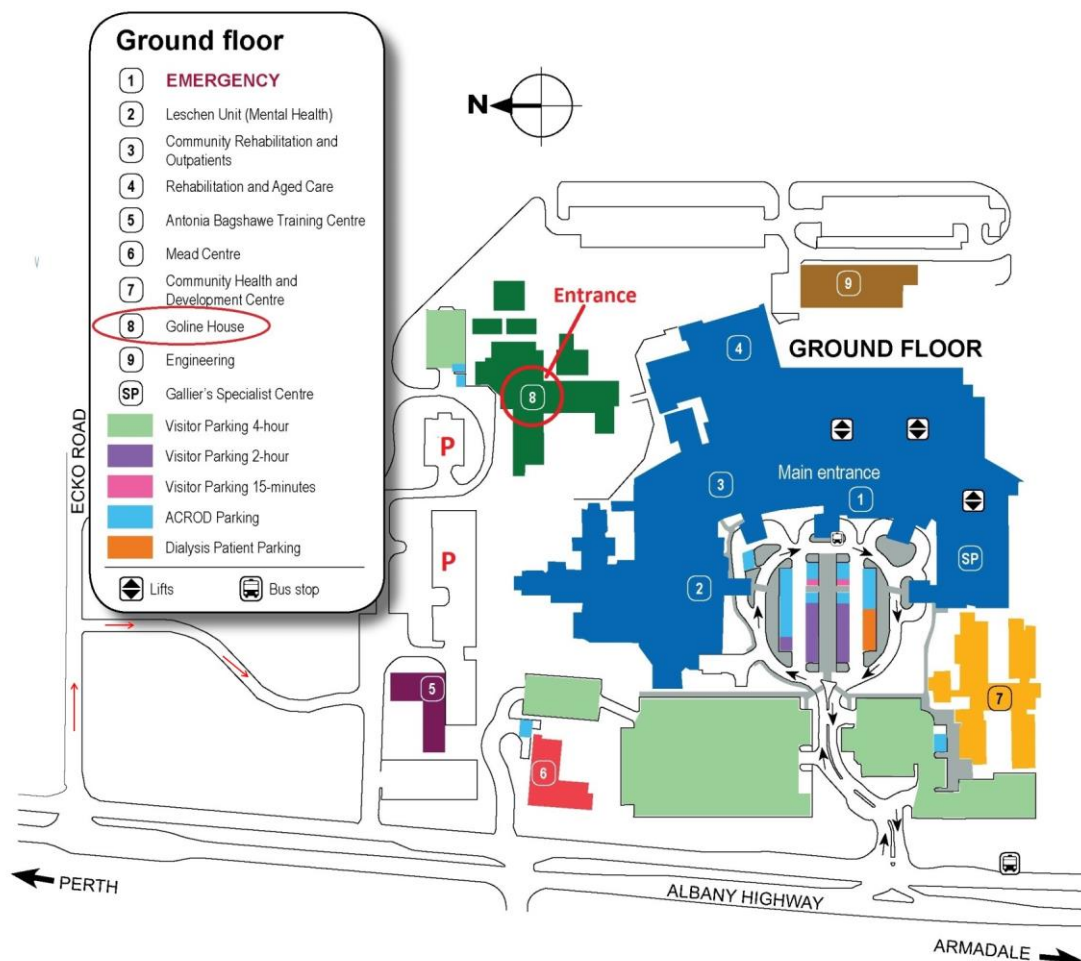 Ground floor
1 EMERGENCY
2 Leschen Unit (Mental Health)
3 Community Rehabilitation and
Outpatients
4 Rehabilitation and Aged Care
5 Antonia Bagshawe Training Centre
6 Mead Centre
7 Community Health and
Development Centre
8 Goline House
9 Engineering
SP Gallier's Specialist Centre
Visitor Parking 4-hour
Visitor Parking 2-hour
Visitor Parking 15-minutes
ACROD Parking
Dialysis Patient Parking
Lifts Bus stop
N
ECKO ROAD
Entrance
9
4
GROUND FLOOR
8
P
Main entrance
3
1
P
SP
2
5
7
6
PERTH
ALBANY HIGHWAY
ARMADALE